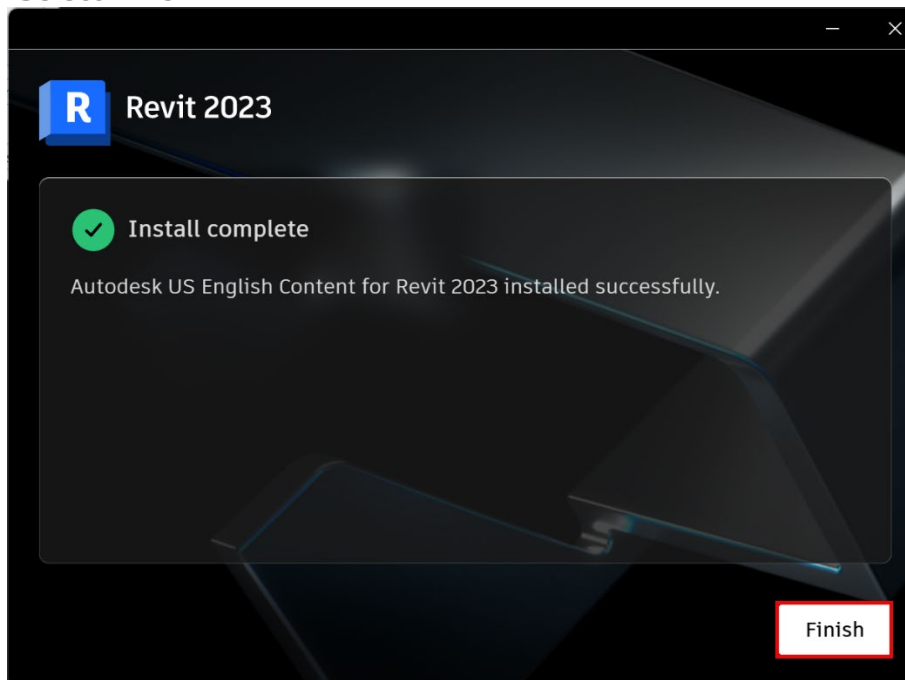 R Revit 2023
Install complete
Autodesk US English Content for Revit 2023 installed successfully.
Finish